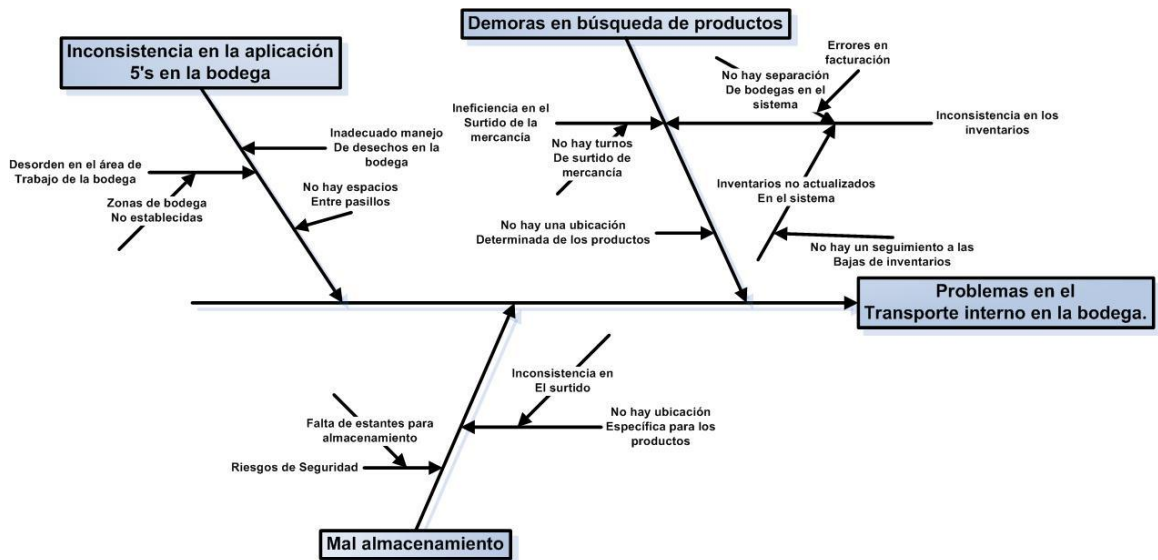 Demoras en búsqueda de productos
Inconsistencia en la aplicación
5's en la bodega
Errores en
facturación
No hay separación
De bodegas en el
sistema
Ineficiencia en el
Surtido de la
mercancía
Inconsistencia en los
inventarios
Inadecuado manejo
De desechos en la
bodega
No hay turnos
De surtido de
mercancía
Desorden en el área de
Trabajo de la bodega
No hay espacios
Entre pasillos
Inventarios no actualizados
En el sistema
Zonas de bodega
No establecidas
No hay una ubicación
Determinada de los productos
No hay un seguimiento a las
Bajas de inventarios
Problemas en el
Transporte interno en la bodega.
Inconsistencia en
El surtido
Falta de estantes para
almacenamiento
No hay ubicación
Específica para los
productos
Riesgos de Seguridad
Mal almacenamiento